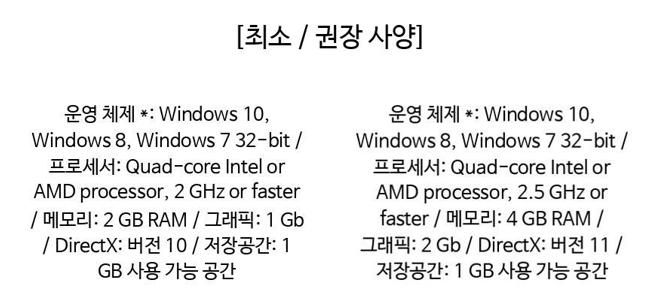 [최소 / 권장 사양]
운영 체제 *: Windows 10,
Windows 8, Windows 7 32-bit /
프로세서: Quad-core Intel or
AMD processor, 2 GHz or faster
/ 메모리: 2 GB RAM / 그래픽: 1 Gb
/ DirectX: 버전 10 / 저장공간: 1
GB 사용 가능 공간
운영 체제 *: Windows 10,
Windows 8, Windows 7 32-bit /
프로세서: Quad-core Intel or
AMD processor, 2.5 GHz or
faster / 메모리: 4 GB RAM /
그래픽: 2 Gb / DirectX: 버전 11 /
저장공간: 1 GB 사용 가능 공간